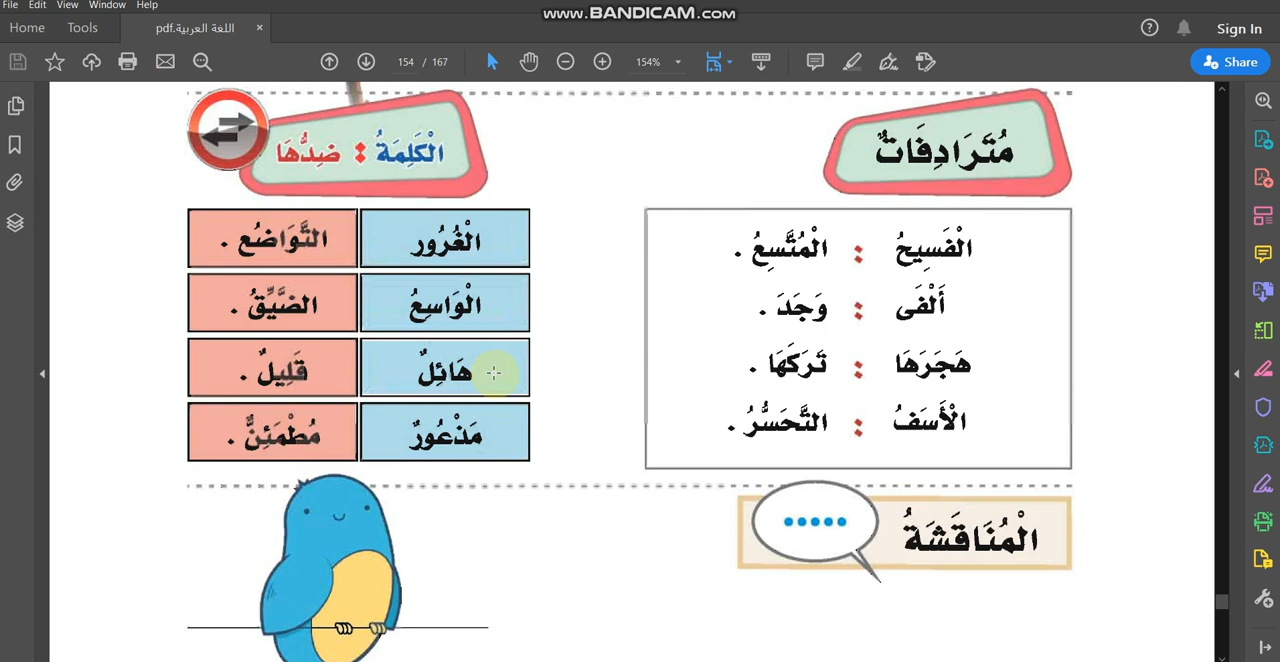 File Edit View Window Help
www.BANDICAM.com
Home Tools اللغة العربية.pdf × Sign In
154 / 167 154% Share
مُتَرَادِفَاتٌ
الْفَسِيحُ : الْمُتَّسِعُ .
أَلْفَى : وَجَدَ .
هَجَرَهَا : تَرَكَهَا .
الْأَسَفُ : التَّحَسُّرُ .
الْكَلِمَةُ : ضِدُّهَا
الْغُرُور التَّوَاضُع .
الْوَاسِعُ الضَّيِّقُ .
هَائِلٌ قَلِيلٌ .
مَذْعُورٌ مُطْمَئِنٌّ .
الْمُنَاقَشَةُ